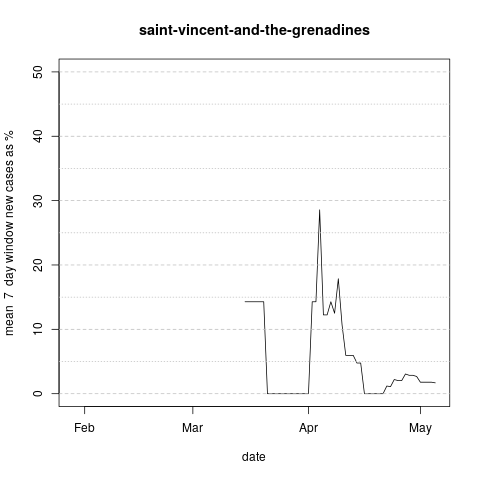 saint-vincent-and-the-grenadines
mean 7 day window new cases as %
50
40
30
20
10
0
Feb Mar Apr May
date